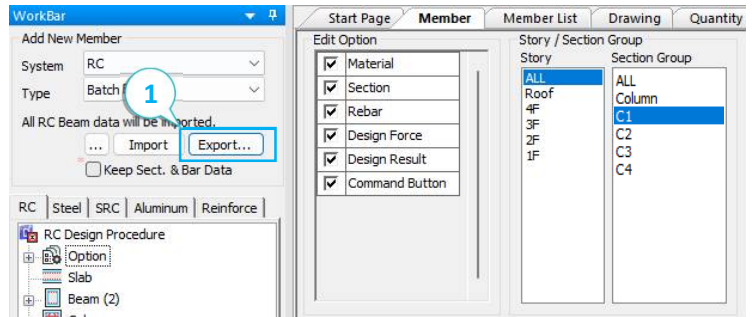 WorkBar
Start Page Member Member List Drawing Quantity
Add New Member
System RC
Type Batch
1
All RC Beam data will be imported.
... Import Export...
Keep Sect. & Bar Data
RC Steel SRC Aluminum Reinforce
RC Design Procedure
Option
Slab
Beam (2)
Edit Option
Material
Section
Rebar
Design Force
Design Result
Command Button
Story / Section Group
Story Section Group
ALL
Roof
4F
3F
2F
1F
ALL
Column
C1
C2
C3
C4